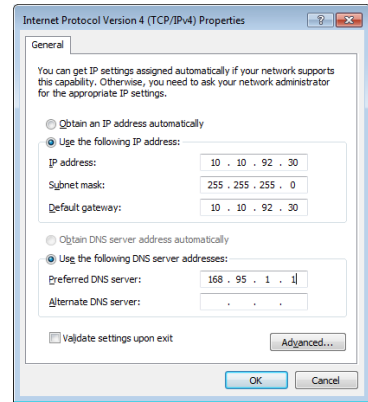 Internet Protocol Version 4 (TCP/IPv4) Properties
General
You can get IP settings assigned automatically if your network supports
this capability. Otherwise, you need to ask your network administrator
for the appropriate IP settings.
Obtain an IP address automatically
Use the following IP address:
IP address: 10 . 10 . 92 . 30
Subnet mask: 255 . 255 . 255 . 0
Default gateway: 10 . 10 . 92 . 30
Obtain DNS server address automatically
Use the following DNS server addresses:
Preferred DNS server: 168 . 95 . 1 . 1
Alternate DNS server: . . .
Validate settings upon exit
Advanced...
OK Cancel